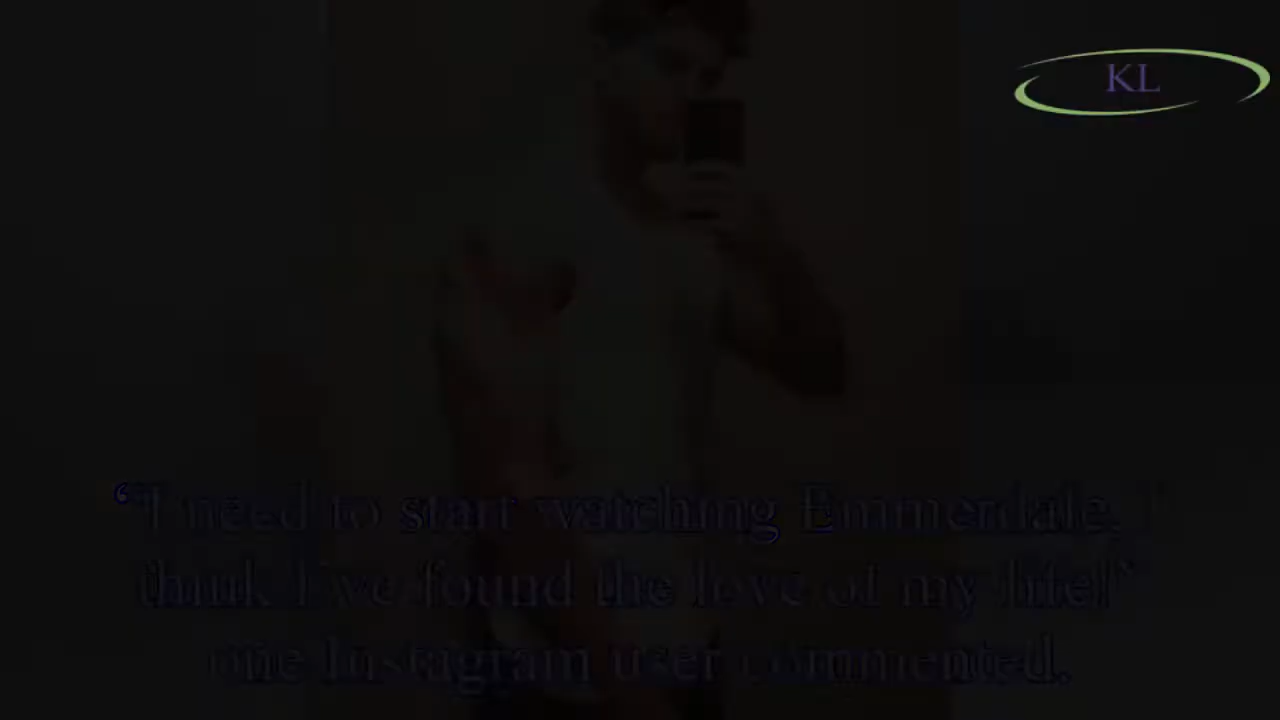 KL
“I need to start watching Emmerdale. I
think I’ve found the love of my life!”
one Instagram user commented.